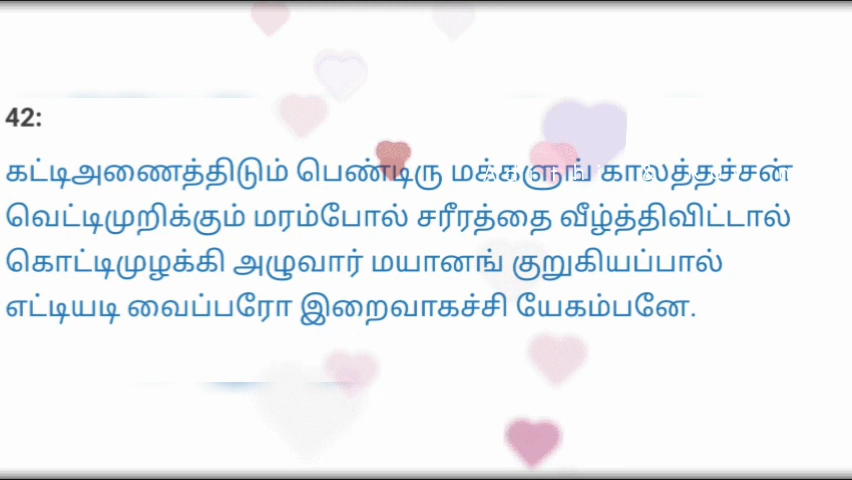 42:
கட்டிஅணைத்திடும் பெண்டிரு மக்களுங் காலத்தச்சன்
வெட்டிமுறிக்கும் மரம்போல் சரீரத்தை வீழ்த்திவிட்டால்
கொட்டிமுழக்கி அழுவார் மயானங் குறுகியப்பால்
எட்டியடி வைப்பரோ இறைவாகச்சி யேகம்பனே.